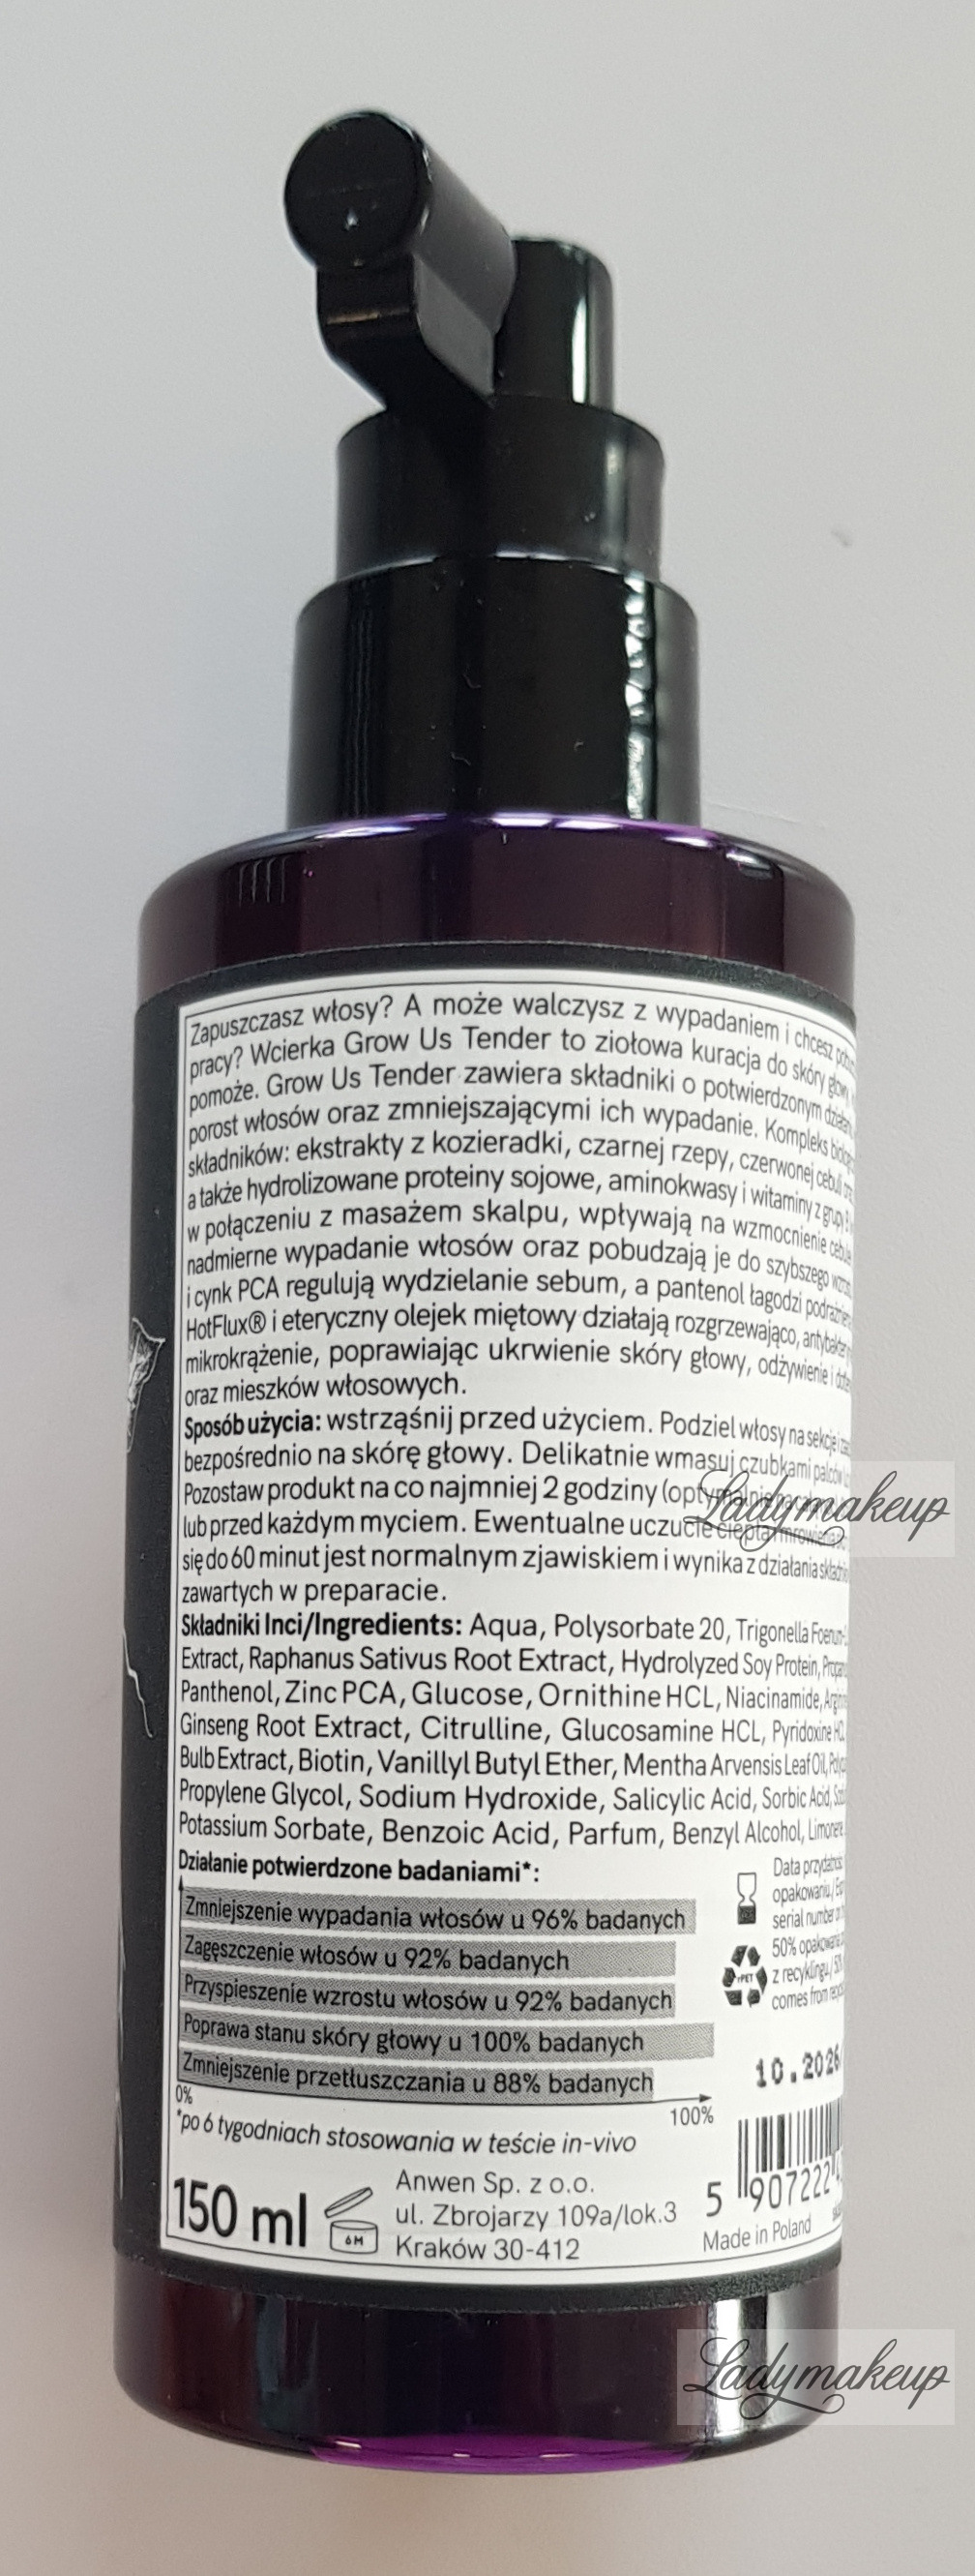 Zapuszczasz włosy? A może walczysz z wypadaniem i chcesz
pracy? Wcierka Grow Us Tender to ziołowa kuracja do skóry głowy
pomoże. Grow Us Tender zawiera składniki o potwierdzonym
porost włosów oraz zmniejszającymi ich wypadanie. Kompleks
składników: ekstrakty z kozieradki, czarnej rzepy, czerwonej cebuli
a także hydrolizowane proteiny sojowe, aminokwasy i witaminy z grupy B
w połączeniu z masażem skalpu, wpływają na wzmocnienie
nadmierne wypadanie włosów oraz pobudzają je do szybszego
i cynk PCA regulują wydzielanie sebum, a pantenol łagodzi
HotFlux® i eteryczny olejek miętowy działają rozgrzewająco,
mikrokrążenie, poprawiając ukrwienie skóry głowy, odżywienie i
oraz mieszków włosowych.
Sposób użycia: wstrząśnij przed użyciem. Podziel włosy na sekcje i
bezpośrednio na skórę głowy. Delikatnie wmasuj czubkami palców
Pozostaw produkt na co najmniej 2 godziny (optymalnie
lub przed każdym myciem. Ewentualne uczucie ciepła
się do 60 minut jest normalnym zjawiskiem i wynika z działania
zawartych w preparacie.
Składniki Inci/Ingredients: Aqua, Polysorbate 20, Trigonella
Extract, Raphanus Sativus Root Extract, Hydrolyzed Soy Protein,
Panthenol, Zinc PCA, Glucose, Ornithine HCL, Niacinamide,
Ginseng Root Extract, Citrulline, Glucosamine HCL, Pyridoxine
Bulb Extract, Biotin, Vanillyl Butyl Ether, Mentha Arvensis Leaf Oil,
Propylene Glycol, Sodium Hydroxide, Salicylic Acid, Sorbic Acid,
Potassium Sorbate, Benzoic Acid, Parfum, Benzyl Alcohol,
Działanie potwierdzone badaniami*:
Zmniejszenie wypadania włosów u 96% badanych
Zagęszczenie włosów u 92% badanych
Przyspieszenie wzrostu włosów u 92% badanych
Poprawa stanu skóry głowy u 100% badanych
Zmniejszenie przetłuszczania u 88% badanych
0%
100%
*po 6 tygodniach stosowania w teście in-vivo
Data
opakowaniu./
serial number
rPET
50%
z recyklingu./
comes from
10.2026
150 ml
6M
Anwen Sp. z o.o.
ul. Zbrojarzy 109a/lok.3
Kraków 30-412
5 907222
Made in Poland
Ladymakeup
Ladymakeup